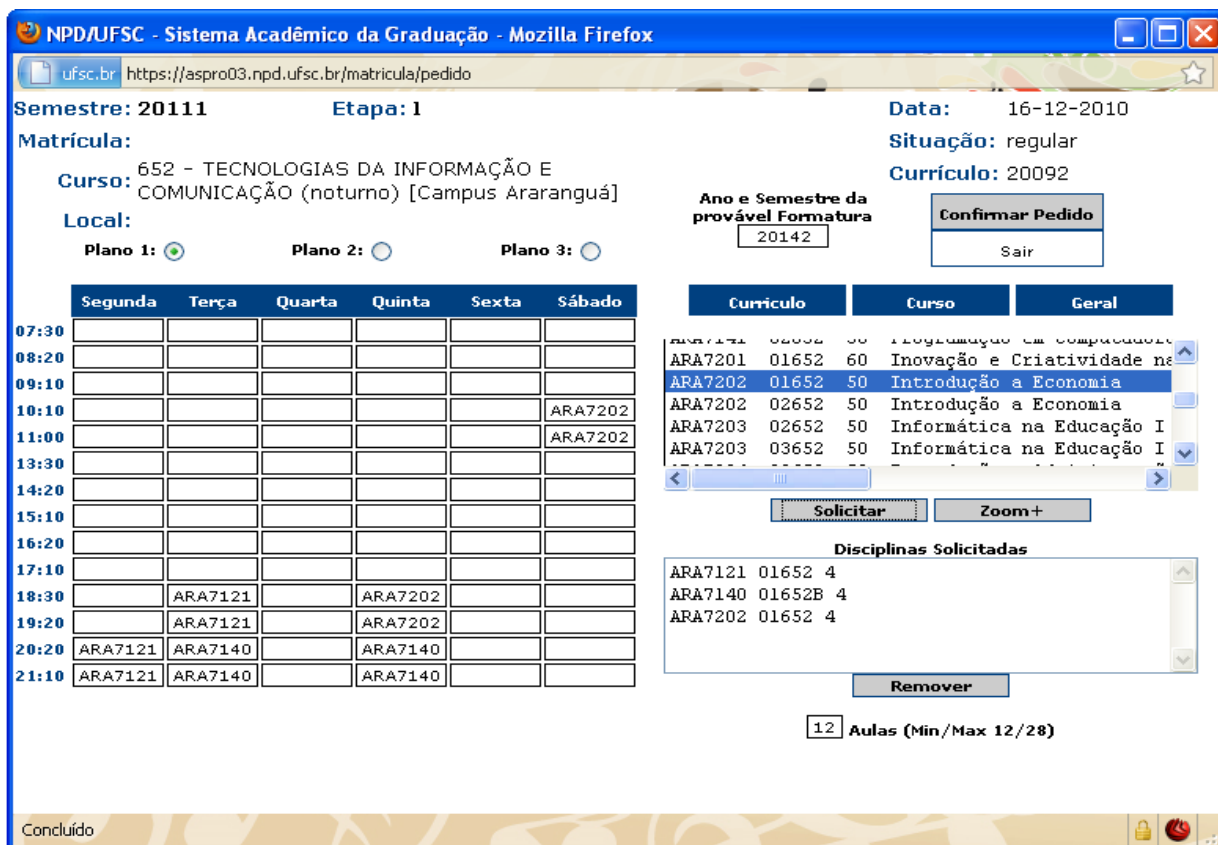 NPD/UFSC - Sistema Acadêmico da Graduação - Mozilla Firefox
ufsc.br https://aspro03.npd.ufsc.br/matricula/pedido
Semestre: 20111 Etapa: 1 Data: 16-12-2010
Matrícula: Situação: regular
Curso: 652 - TECNOLOGIAS DA INFORMAÇÃO E
COMUNICAÇÃO (noturno) [Campus Araranguá]
Currículo: 20092
Local:
Ano e Semestre da
provável Formatura
20142
Confirmar Pedido
Sair
Plano 1: Plano 2: Plano 3:
Segunda Terça Quarta Quinta Sexta Sábado
07:30
08:20
09:10
10:10 ARA7202
11:00 ARA7202
13:30
14:20
15:10
16:20
17:10
18:30 ARA7121 ARA7202
19:20 ARA7121 ARA7202
20:20 ARA7121 ARA7140 ARA7140
21:10 ARA7121 ARA7140 ARA7140
Curriculo Curso Geral
ARA7201 01652 60 Inovação e Criatividade na
ARA7202 01652 50 Introdução a Economia
ARA7202 02652 50 Introdução a Economia
ARA7203 02652 50 Informática na Educação I
ARA7203 03652 50 Informática na Educação I
Solicitar Zoom+
Disciplinas Solicitadas
ARA7121 01652 4
ARA7140 01652B 4
ARA7202 01652 4
Remover
12 Aulas (Min/Max 12/28)
Concluído